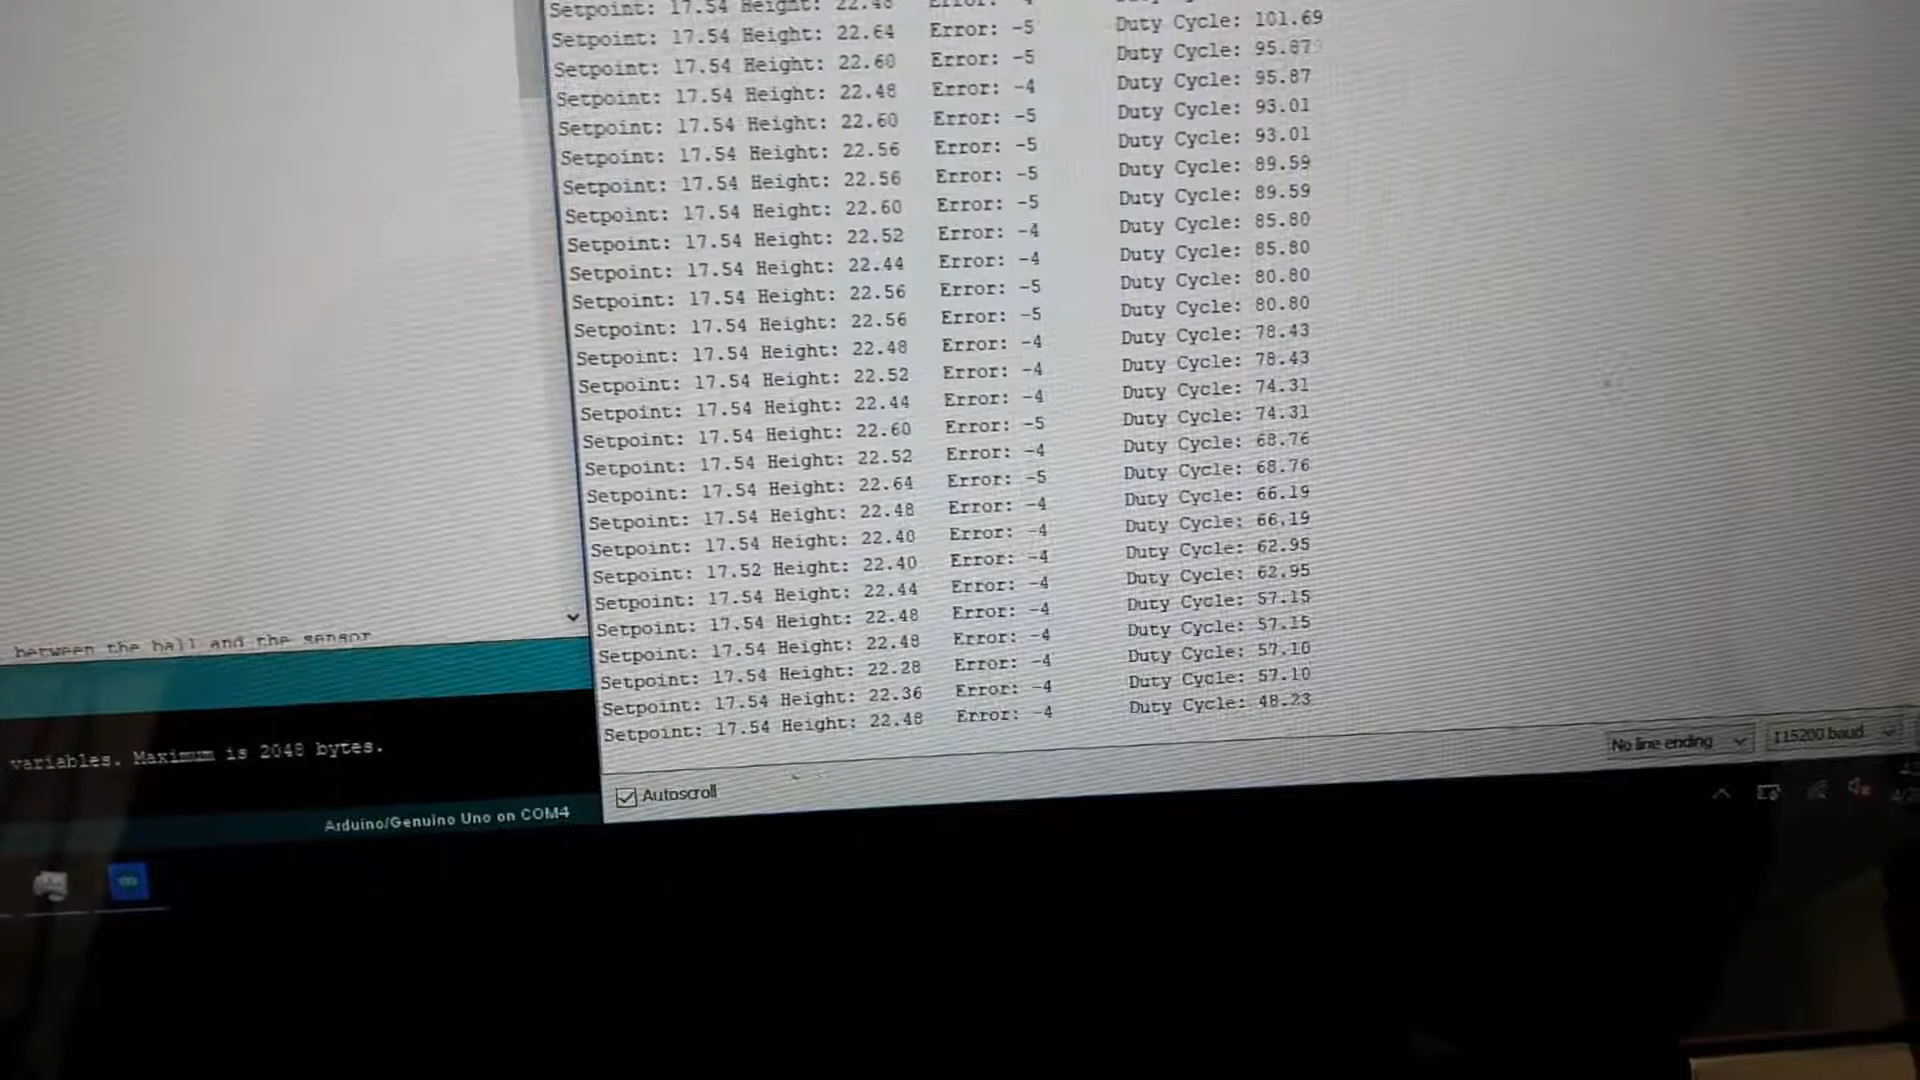 Setpoint: 17.54 Height: 22.48 Error: -4
Setpoint: 17.54 Height: 22.64 Error: -5 Duty Cycle: 101.69
Setpoint: 17.54 Height: 22.60 Error: -5 Duty Cycle: 95.87
Setpoint: 17.54 Height: 22.48 Error: -4 Duty Cycle: 95.87
Setpoint: 17.54 Height: 22.60 Error: -5 Duty Cycle: 93.01
Setpoint: 17.54 Height: 22.56 Error: -5 Duty Cycle: 93.01
Setpoint: 17.54 Height: 22.56 Error: -5 Duty Cycle: 89.59
Setpoint: 17.54 Height: 22.60 Error: -5 Duty Cycle: 89.59
Setpoint: 17.54 Height: 22.52 Error: -4 Duty Cycle: 85.80
Setpoint: 17.54 Height: 22.44 Error: -4 Duty Cycle: 85.80
Setpoint: 17.54 Height: 22.56 Error: -5 Duty Cycle: 80.80
Setpoint: 17.54 Height: 22.56 Error: -5 Duty Cycle: 80.80
Setpoint: 17.54 Height: 22.48 Error: -4 Duty Cycle: 78.43
Setpoint: 17.54 Height: 22.52 Error: -4 Duty Cycle: 78.43
Setpoint: 17.54 Height: 22.44 Error: -4 Duty Cycle: 74.31
Setpoint: 17.54 Height: 22.60 Error: -5 Duty Cycle: 74.31
Setpoint: 17.54 Height: 22.52 Error: -4 Duty Cycle: 68.76
Setpoint: 17.54 Height: 22.64 Error: -5 Duty Cycle: 68.76
Setpoint: 17.54 Height: 22.48 Error: -4 Duty Cycle: 66.19
Setpoint: 17.54 Height: 22.40 Error: -4 Duty Cycle: 66.19
Setpoint: 17.52 Height: 22.40 Error: -4 Duty Cycle: 62.95
Setpoint: 17.54 Height: 22.44 Error: -4 Duty Cycle: 62.95
Setpoint: 17.54 Height: 22.48 Error: -4 Duty Cycle: 57.15
Setpoint: 17.54 Height: 22.48 Error: -4 Duty Cycle: 57.15
Setpoint: 17.54 Height: 22.28 Error: -4 Duty Cycle: 57.10
Setpoint: 17.54 Height: 22.36 Error: -4 Duty Cycle: 57.10
Setpoint: 17.54 Height: 22.48 Error: -4 Duty Cycle: 48.23
between the ball and the sensor
variables. Maximum is 2048 bytes.
Autoscroll
No line ending
115200 baud
Arduino/Genuino Uno on COM4